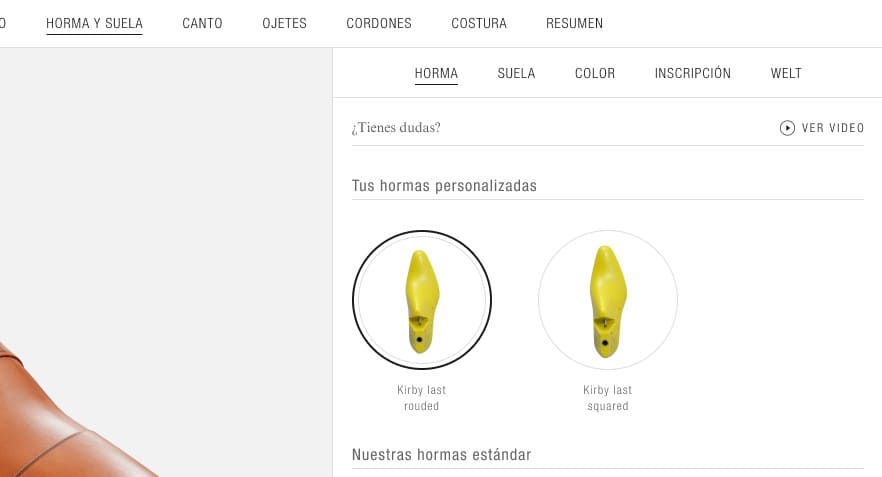 O
HORMA Y SUELA CANTO OJETES CORDONES COSTURA RESUMEN
HORMA SUELA COLOR INSCRIPCIÓN WELT
¿Tienes dudas? VER VIDEO
Tus hormas personalizadas
Kirby last
rouded
Kirby last
squared
Nuestras hormas estándar